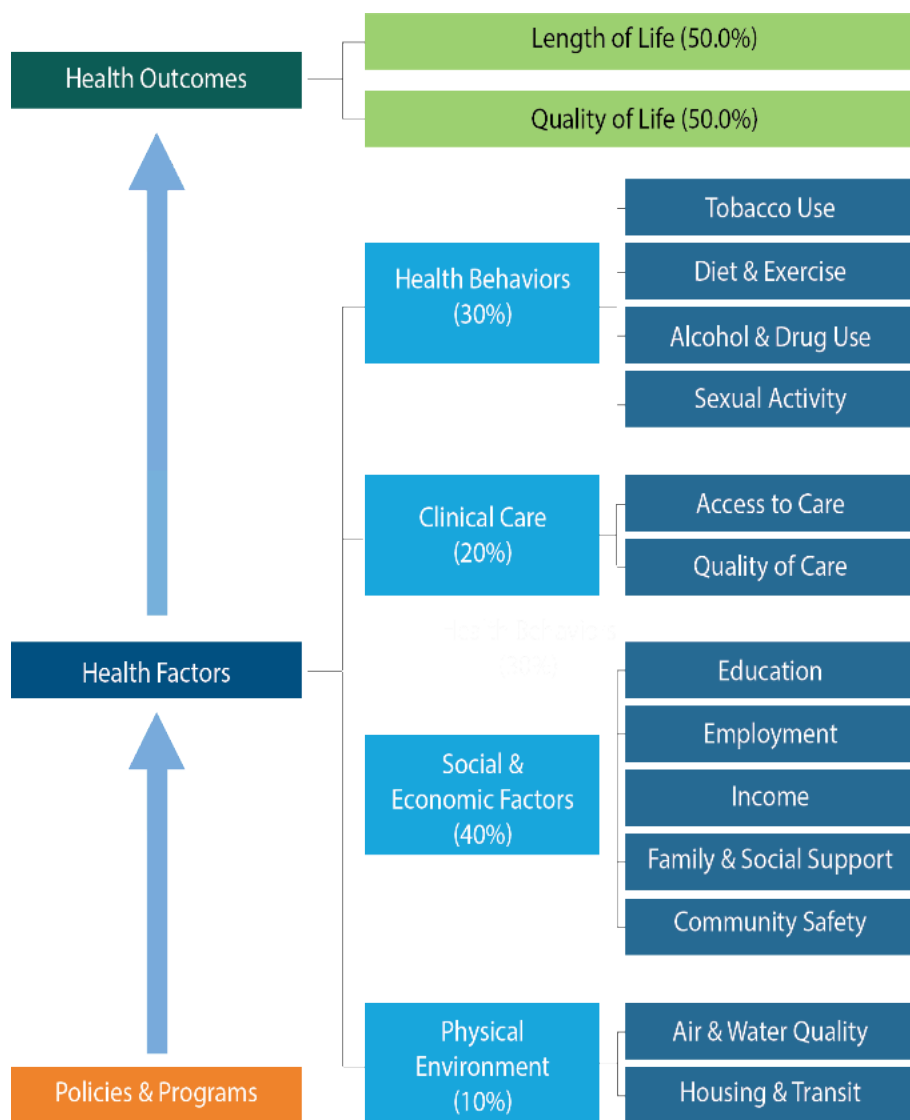 Length of Life (50.0%)
Health Outcomes
Quality of Life (50.0%)
Tobacco Use
Health Behaviors
(30%)
Diet & Exercise
Alcohol & Drug Use
Sexual Activity
Clinical Care
(20%)
Access to Care
Quality of Care
Health Behaviors
(30%)
Health Factors
Education
Employment
Social &
Economic Factors
(40%)
Income
Family & Social Support
Community Safety
Physical
Environment
(10%)
Air & Water Quality
Housing & Transit
Policies & Programs